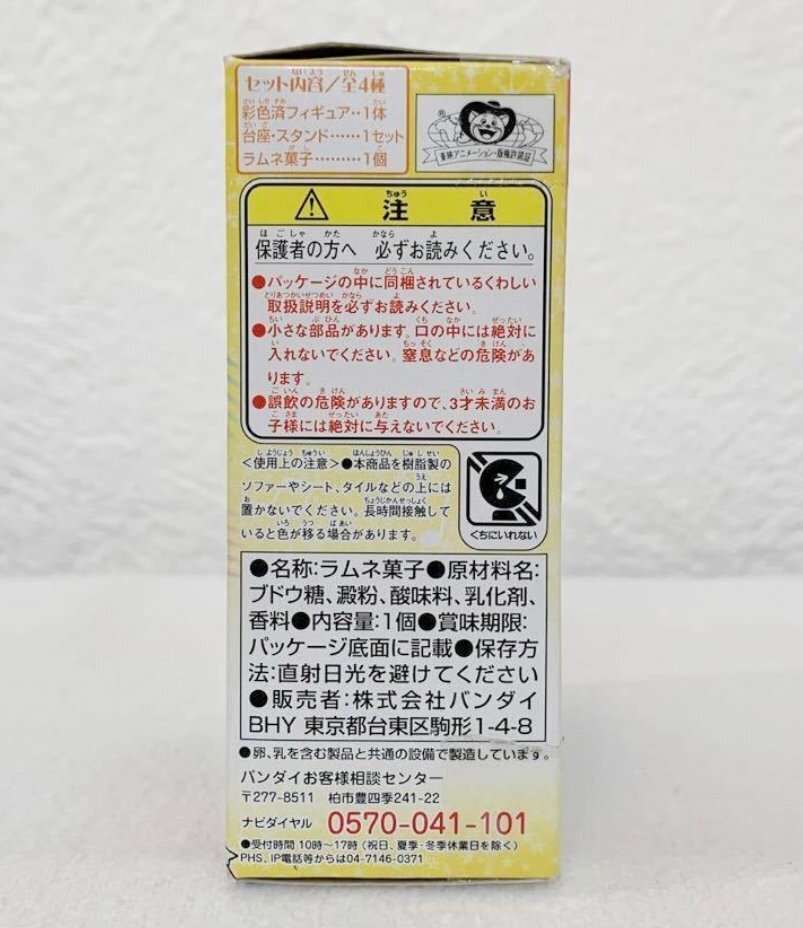 セット内容/全4種
彩色済フィギュア‥1体
台座・スタンド‥‥‥1セット
ラムネ菓子‥‥‥‥‥1個
東映アニメーション・版権許諾証
注意
保護者の方へ 必ずお読みください。
●パッケージの中に同梱されているくわしい
取扱説明を必ずお読みください。
●小さな部品があります。口の中には絶対に
入れないでください。窒息などの危険があ
ります。
●誤飲の危険がありますので、3才未満のお
子様には絶対に与えないでください。
<使用上の注意>●本商品を樹脂製の
ソファーやシート、タイルなどの上には
置かないでください。長時間接触して
いると色が移る場合があります。
くちにいれない
●名称:ラムネ菓子●原材料名:
ブドウ糖、澱粉、酸味料、乳化剤、
香料●内容量:1個●賞味期限:
パッケージ底面に記載●保存方
法:直射日光を避けてください
●販売者:株式会社バンダイ
BHY 東京都台東区駒形1-4-8
●卵、乳を含む製品と共通の設備で製造しています。
バンダイお客様相談センター
〒277-8511 柏市豊四季241-22
ナビダイヤル 0570-041-101
●受付時間 10時〜17時(祝日、夏季・冬季休業日を除く)
PHS、IP電話等からは04-7146-0371